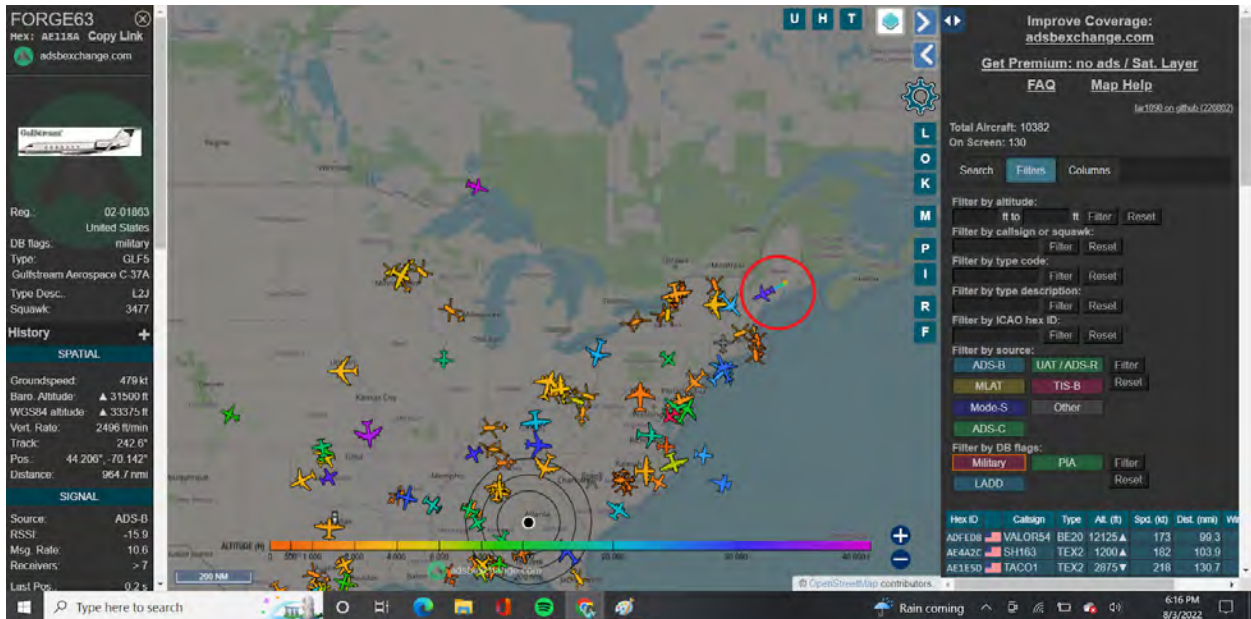 FORGE63
Hex: AE118A Copy Link
adsbexchange.com
Gulfstream
Reg.: 02-01863
United States
DB flags: military
Type: GLF5
Gulfstream Aerospace C-37A
Type Desc.: L2J
Squawk: 3477
History +
SPATIAL
Groundspeed: 479 kt
Baro. Altitude: ▲ 31500 ft
WGS84 altitude: ▲ 33375 ft
Vert. Rate: 2496 ft/min
Track: 242.6°
Pos.: 44.206°, -70.142°
Distance: 964.7 nmi
SIGNAL
Source: ADS-B
RSSI: -15.9
Msg. Rate: 10.6
Receivers: > 7
Last Pos.: 0.2 s
U H T
L
O
K
M
P
I
R
F
Winnipeg
Ottawa
Montreal
Kansas City
Memphis
Atlanta
ALTITUDE (ft)
40 000+
adsbexchange.com
200 NM
© OpenStreetMap contributors.
Improve Coverage:
adsbexchange.com
Get Premium: no ads / Sat. Layer
FAQ Map Help
Total Aircraft: 10382
On Screen: 130
Search Filters Columns
Filter by altitude:
ft to ft Filter Reset
Filter by callsign or squawk:
Filter Reset
Filter by type code:
Filter Reset
Filter by type description:
Filter Reset
Filter by ICAO hex ID:
Filter Reset
Filter by source:
ADS-B UAT / ADS-R Filter
MLAT TIS-B Reset
Mode-S Other
ADS-C
Filter by DB flags:
Military PIA Filter
LADD Reset
Hex ID Callsign Type Alt. (ft) Spd. (kt) Dist. (nmi)
ADFED8 VALOR54 BE20 12125▲ 173 99.3
AE4A2C SH163 TEX2 1200▲ 182 103.9
AE1E5D TACO1 TEX2 2875▼ 218 130.7
Type here to search
Rain coming
6:16 PM
8/3/2022